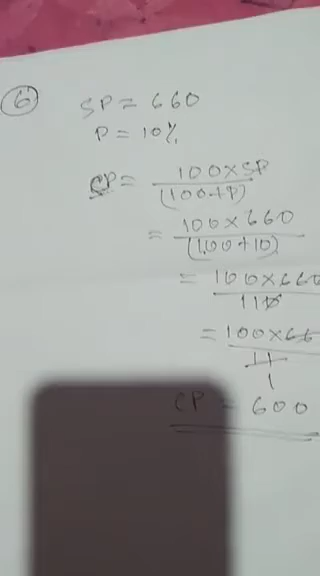 6
SP = 660
P = 10%
CP = 100×SP / (100+P)
= 100×660 / (100+10)
= 100×660 / 110
= 100×66 / 11
1
CP = 600